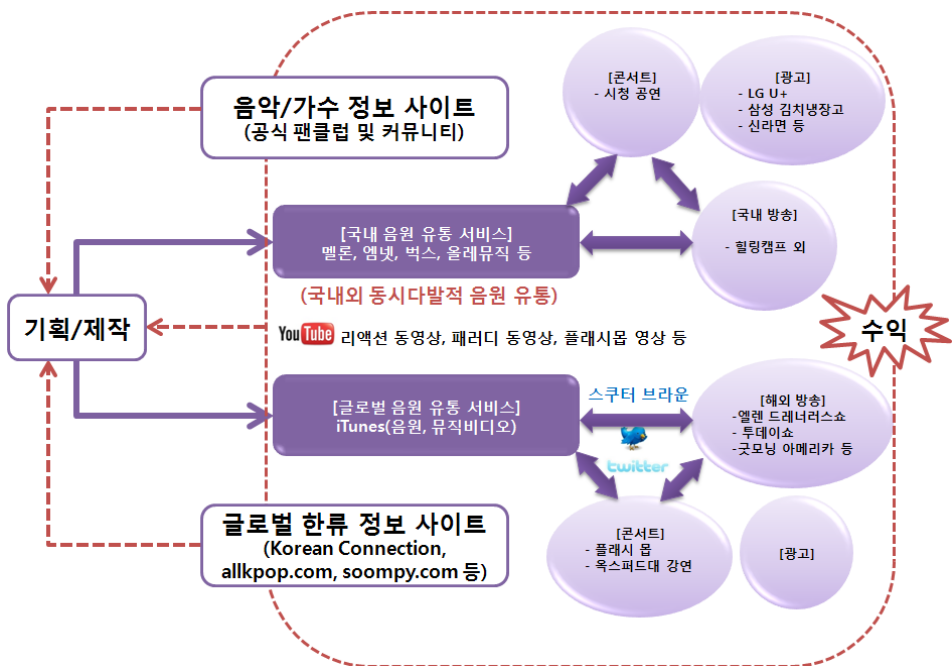 [콘서트]
- 시청 공연
[광고]
- LG U+
- 삼성 김치냉장고
- 신라면 등
음악/가수 정보 사이트
(공식 팬클럽 및 커뮤니티)
[국내 음원 유통 서비스]
멜론, 엠넷, 벅스, 올레뮤직 등
[국내 방송]
- 힐링캠프 외
(국내외 동시다발적 음원 유통)
기획/제작
수익
YouTube 리액션 동영상, 패러디 동영상, 플래시몹 영상 등
스쿠터 브라운
[글로벌 음원 유통 서비스]
iTunes(음원, 뮤직비디오)
[해외 방송]
-엘렌 드레너러스쇼
- 투데이쇼
-굿모닝 아메리카 등
twitter
글로벌 한류 정보 사이트
(Korean Connection,
allkpop.com, soompy.com 등)
[콘서트]
- 플래시 몹
- 옥스퍼드대 강연
[광고]